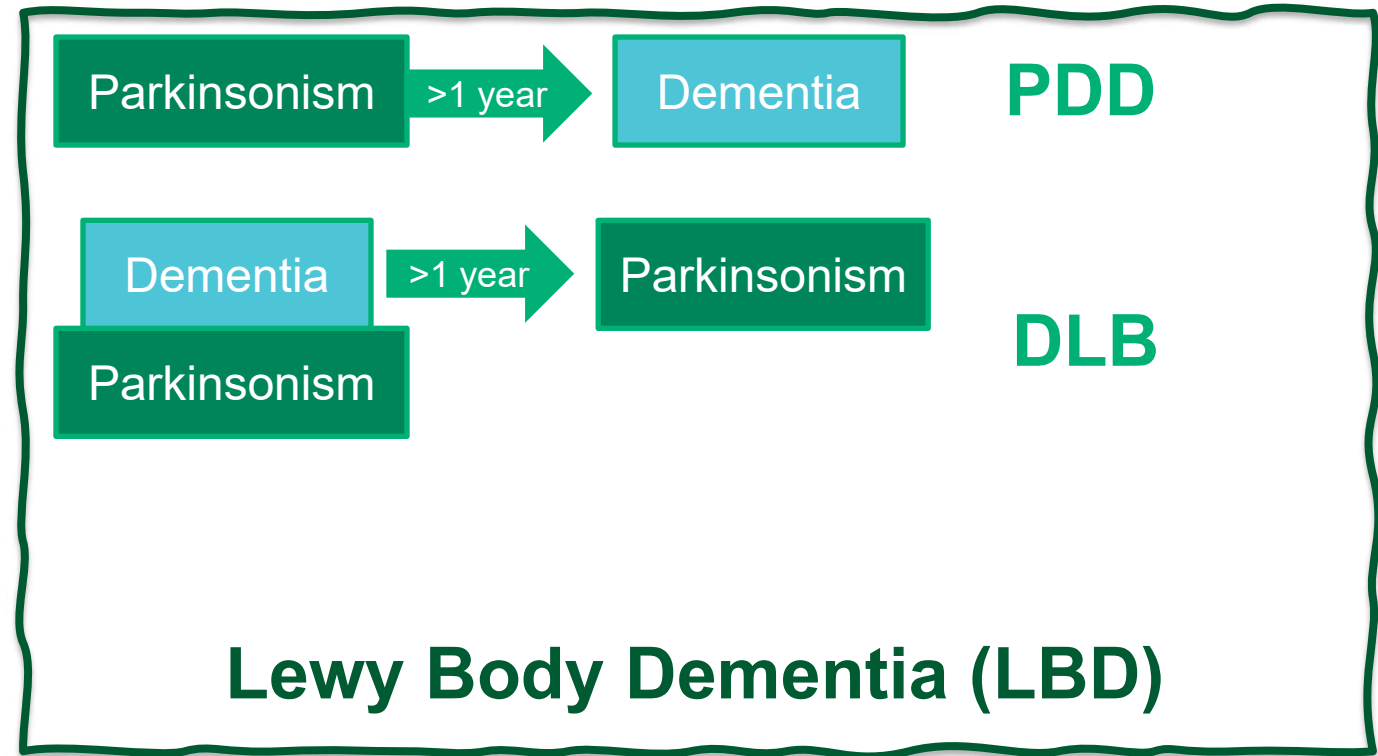 Parkinsonism >1 year Dementia PDD
Dementia >1 year Parkinsonism
DLB
Parkinsonism
Lewy Body Dementia (LBD)